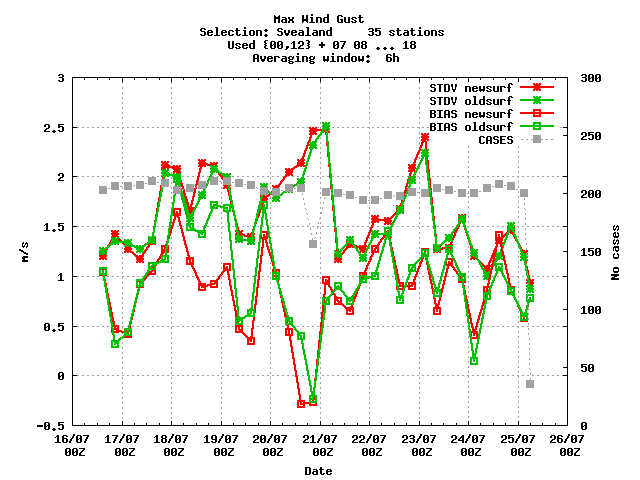 Max Wind Gust
Selection: Svealand     35 stations
Used {00,12} + 07 08 ... 18
Averaging window:  6h
STDV newsurf
STDV oldsurf
BIAS newsurf
BIAS oldsurf
CASES
3
2.5
2
1.5
1
0.5
0
-0.5
m/s
300
250
200
150
100
50
0
No cases
16/07 17/07 18/07 19/07 20/07 21/07 22/07 23/07 24/07 25/07 26/07
00Z 00Z 00Z 00Z 00Z 00Z 00Z 00Z 00Z 00Z 00Z
Date